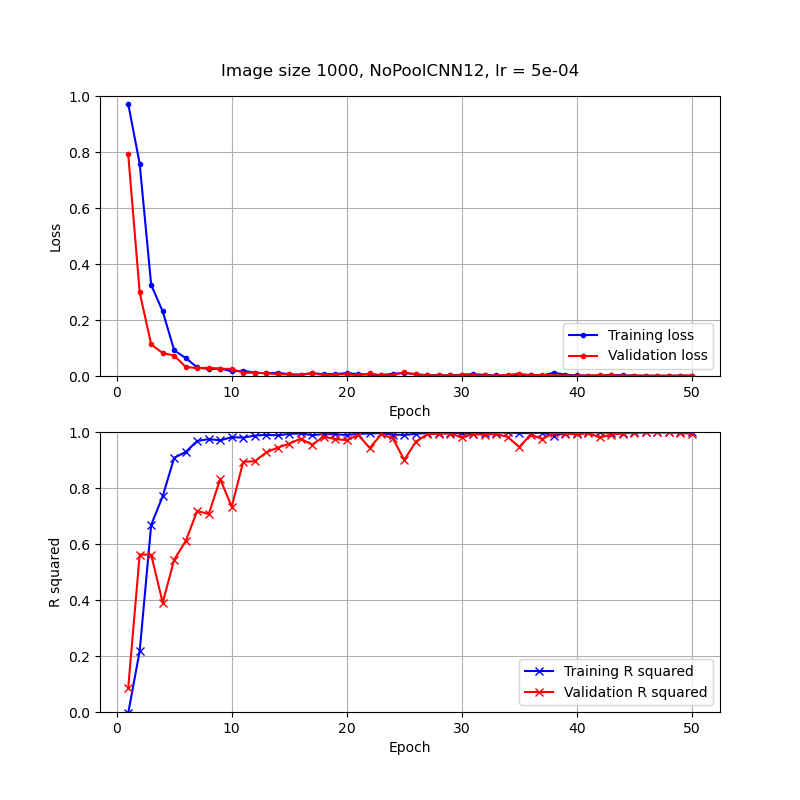 Image size 1000, NoPoolCNN12, lr = 5e-04
1.0
0.8
0.6
0.4
0.2
0.0
Loss
Training loss
Validation loss
0 10 20 30 40 50
Epoch
1.0
0.8
0.6
0.4
0.2
0.0
R squared
Training R squared
Validation R squared
0 10 20 30 40 50
Epoch